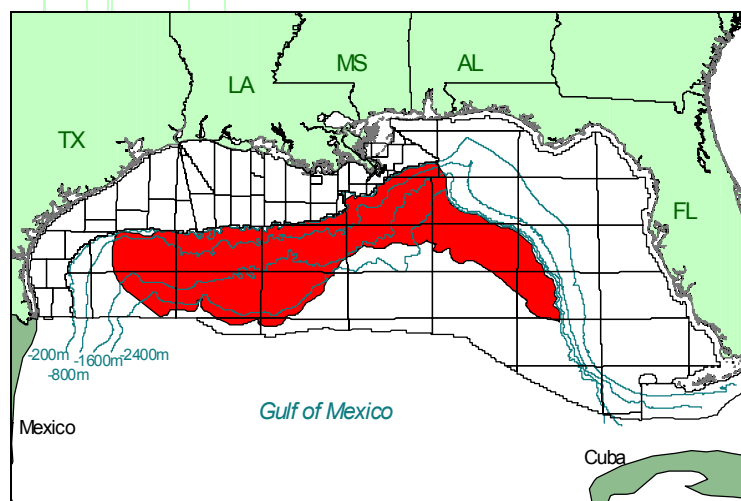 MS
AL
LA
TX
FL
-200m
-1600m
-2400m
-800m
Gulf of Mexico
Mexico
Cuba